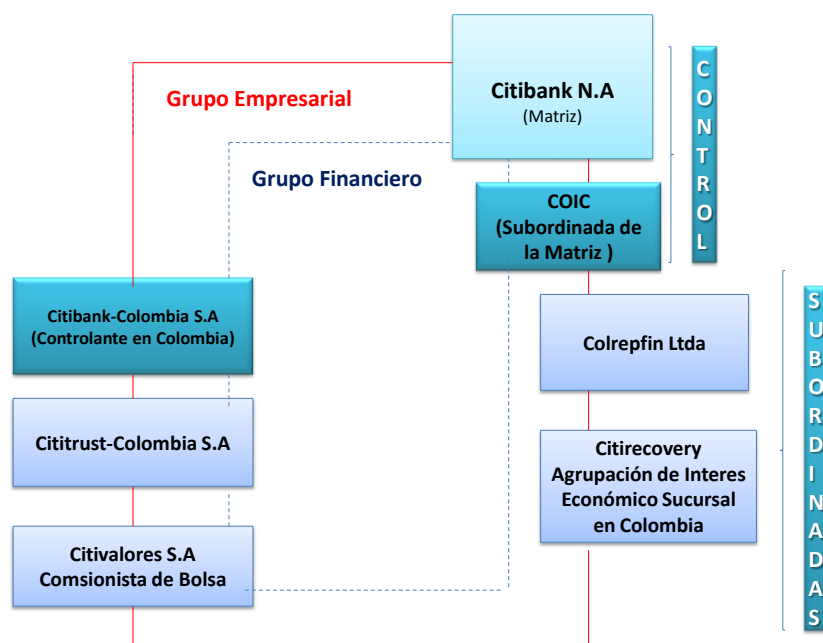 Citibank N.A
(Matriz)
CONTROL
Grupo Empresarial
Grupo Financiero
COIC
(Subordinada de
la Matriz )
Citibank-Colombia S.A
(Controlante en Colombia)
Colrepfin Ltda
SUBORDINADAS
Cititrust-Colombia S.A
Citirecovery
Agrupación de Interes
Económico Sucursal
en Colombia
Citivalores S.A
Comsionista de Bolsa